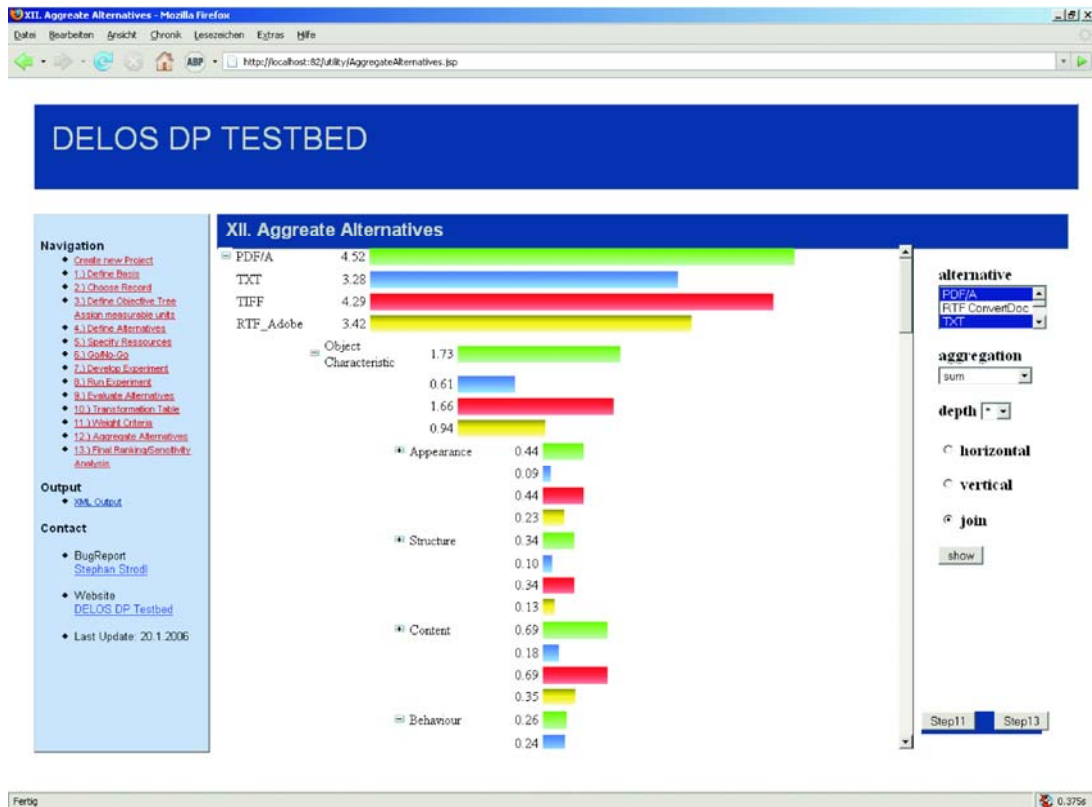 XII. Aggreate Alternatives - Mozilla Firefox
Datei Bearbeiten Ansicht Chronik Lesezeichen Extras Hilfe
ABP http://localhost:82/utility/AggregateAlternatives.jsp
DELOS DP TESTBED
Navigation
Create new Project
1.) Define Basis
2.) Choose Record
3.) Define Objective Tree
Assign measurable units
4.) Define Alternatives
5.) Specify Ressources
6.) Go/No-Go
7.) Develop Experiment
8.) Run Experiment
9.) Evaluate Alternatives
10.) Transformation Table
11.) Weight Criteria
12.) Aggregate Alternatives
13.) Final Ranking/Sensitivity
Analysis
Output
XML Output
Contact
BugReport
Stephan Strodl
Website
DELOS DP Testbed
Last Update: 20.1.2006
XII. Aggreate Alternatives
PDF/A 4.52
TXT 3.28
TIFF 4.29
RTF_Adobe 3.42
Object
Characteristic 1.73
0.61
1.66
0.94
Appearance 0.44
0.09
0.44
0.23
Structure 0.34
0.10
0.34
0.13
Content 0.69
0.18
0.69
0.35
Behaviour 0.26
0.24
alternative
PDF/A
RTF ConvertDoc
TXT
aggregation
sum
depth *
horizontal
vertical
join
show
Step11 Step13
Fertig 0.375s